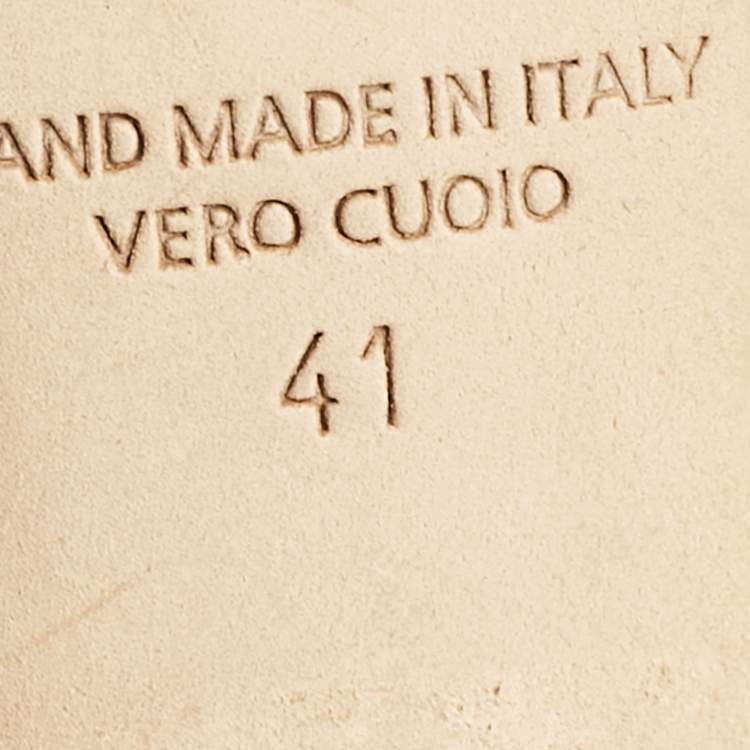 AND MADE IN ITALY
VERO CUOIO
41